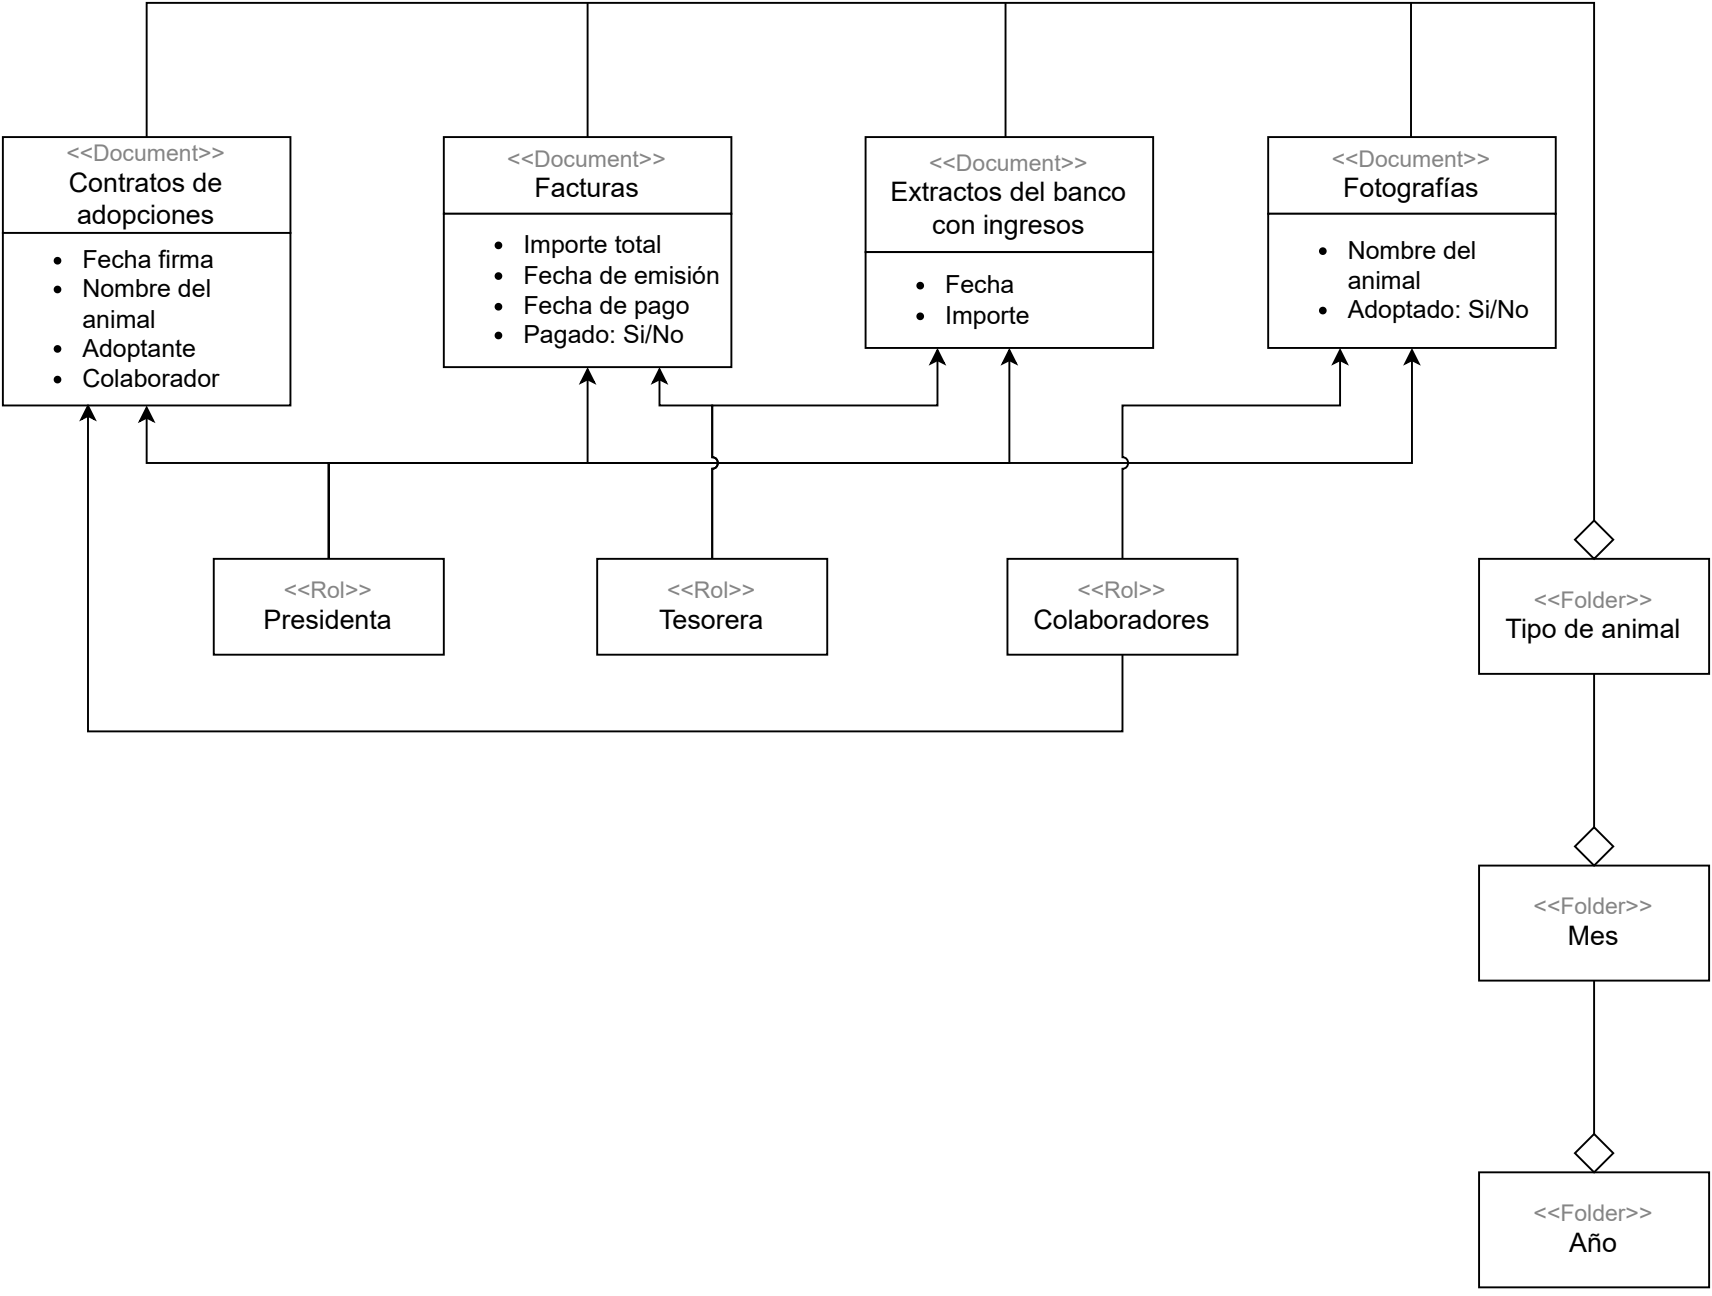 <<Document>>
Contratos de
adopciones
• Fecha firma
• Nombre del
animal
• Adoptante
• Colaborador
<<Document>>
Facturas
• Importe total
• Fecha de emisión
• Fecha de pago
• Pagado: Si/No
<<Document>>
Extractos del banco
con ingresos
• Fecha
• Importe
<<Document>>
Fotografías
• Nombre del
animal
• Adoptado: Si/No
<<Rol>>
Presidenta
<<Rol>>
Tesorera
<<Rol>>
Colaboradores
<<Folder>>
Tipo de animal
<<Folder>>
Mes
<<Folder>>
Año